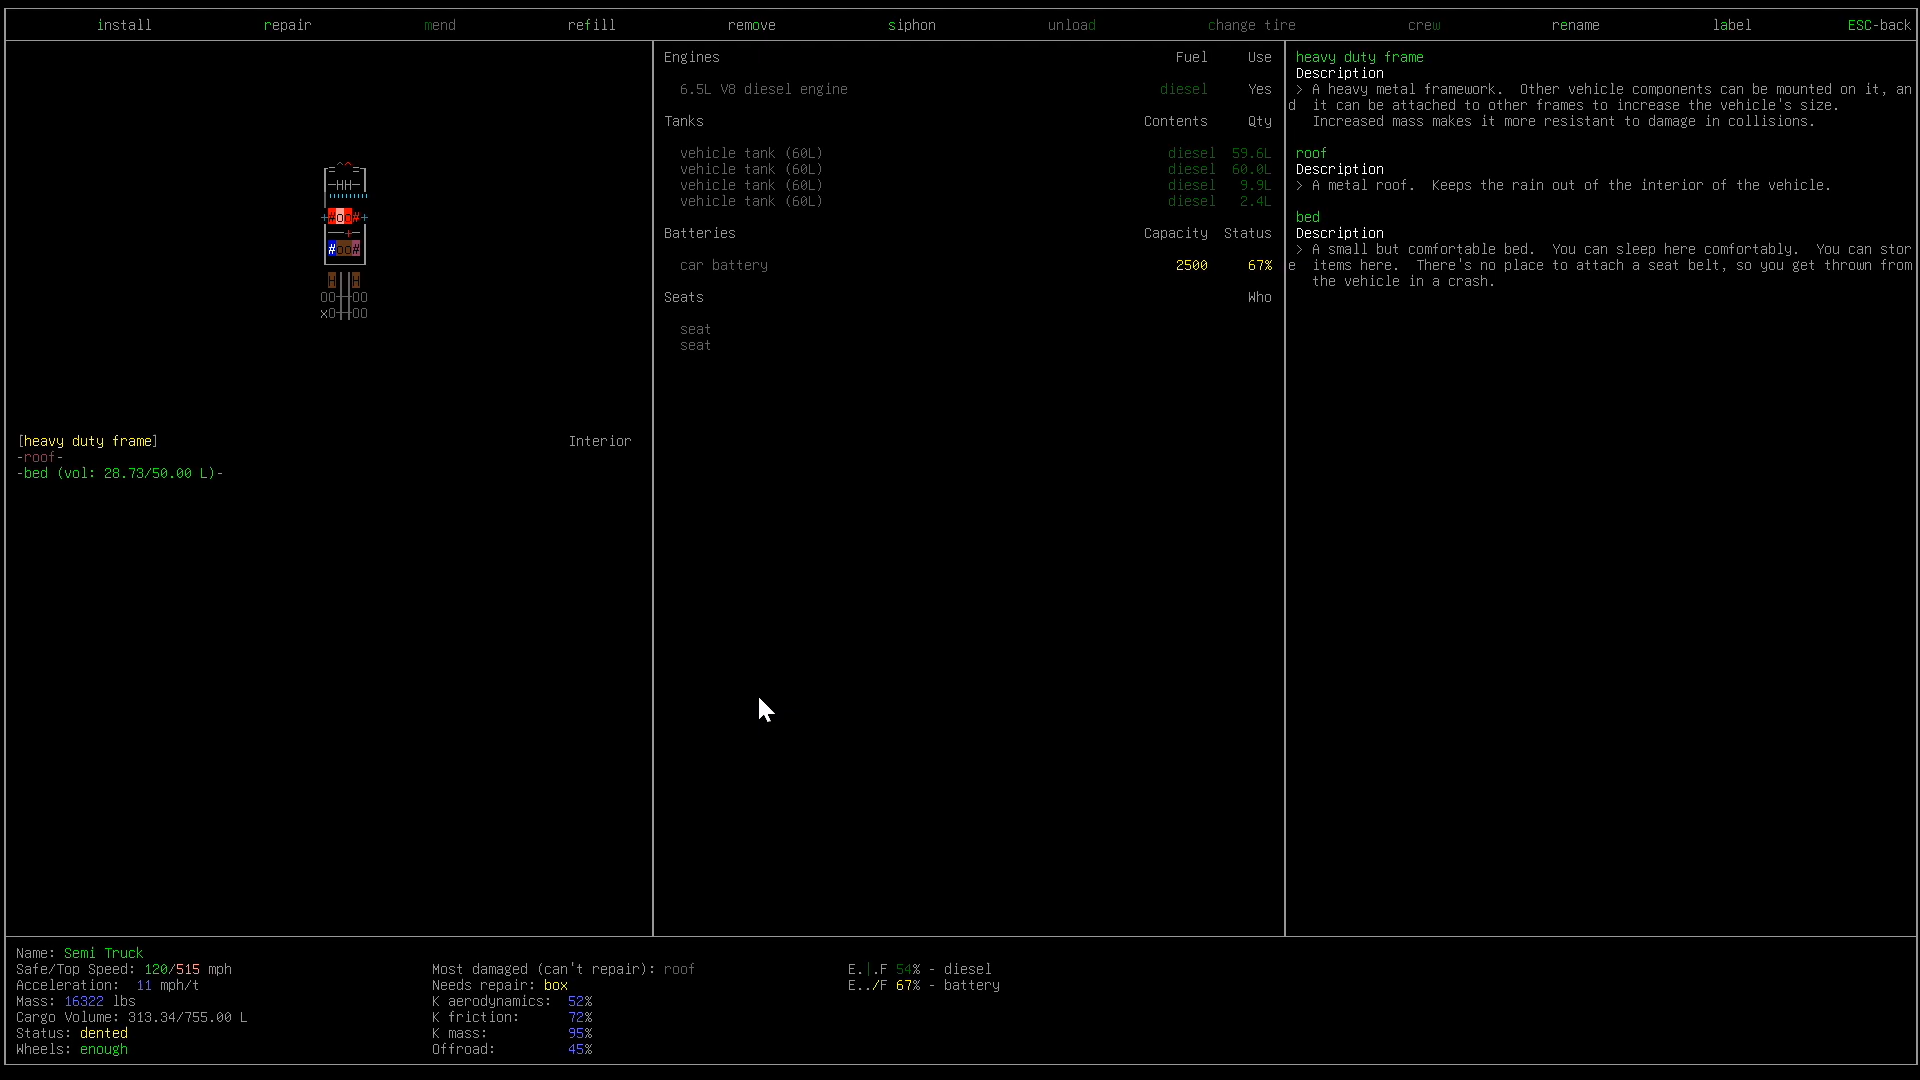 install repair mend refill remove siphon unload change tire crew rename label ESC-back
Engines Fuel Use
6.5L V8 diesel engine diesel Yes
Tanks Contents Qty
vehicle tank (60L) diesel 59.6L
vehicle tank (60L) diesel 60.0L
vehicle tank (60L) diesel 9.9L
vehicle tank (60L) diesel 2.4L
Batteries Capacity Status
car battery 2500 67%
Seats Who
seat
seat
heavy duty frame
Description
> A heavy metal framework.  Other vehicle components can be mounted on it, an
d  it can be attached to other frames to increase the vehicle's size.
Increased mass makes it more resistant to damage in collisions.
roof
Description
> A metal roof.  Keeps the rain out of the interior of the vehicle.
bed
Description
> A small but comfortable bed.  You can sleep here comfortably.  You can stor
e  items here.  There's no place to attach a seat belt, so you get thrown from
the vehicle in a crash.
[heavy duty frame] Interior
-roof-
-bed (vol: 28.73/50.00 L)-
Name: Semi Truck
Safe/Top Speed: 120/515 mph
Acceleration:  11 mph/t
Mass: 16322 lbs
Cargo Volume: 313.34/755.00 L
Status: dented
Wheels: enough
Most damaged (can't repair): roof
Needs repair: box
K aerodynamics: 52%
K friction: 72%
K mass: 95%
Offroad: 45%
E.|.F 54% - diesel
E../F 67% - battery